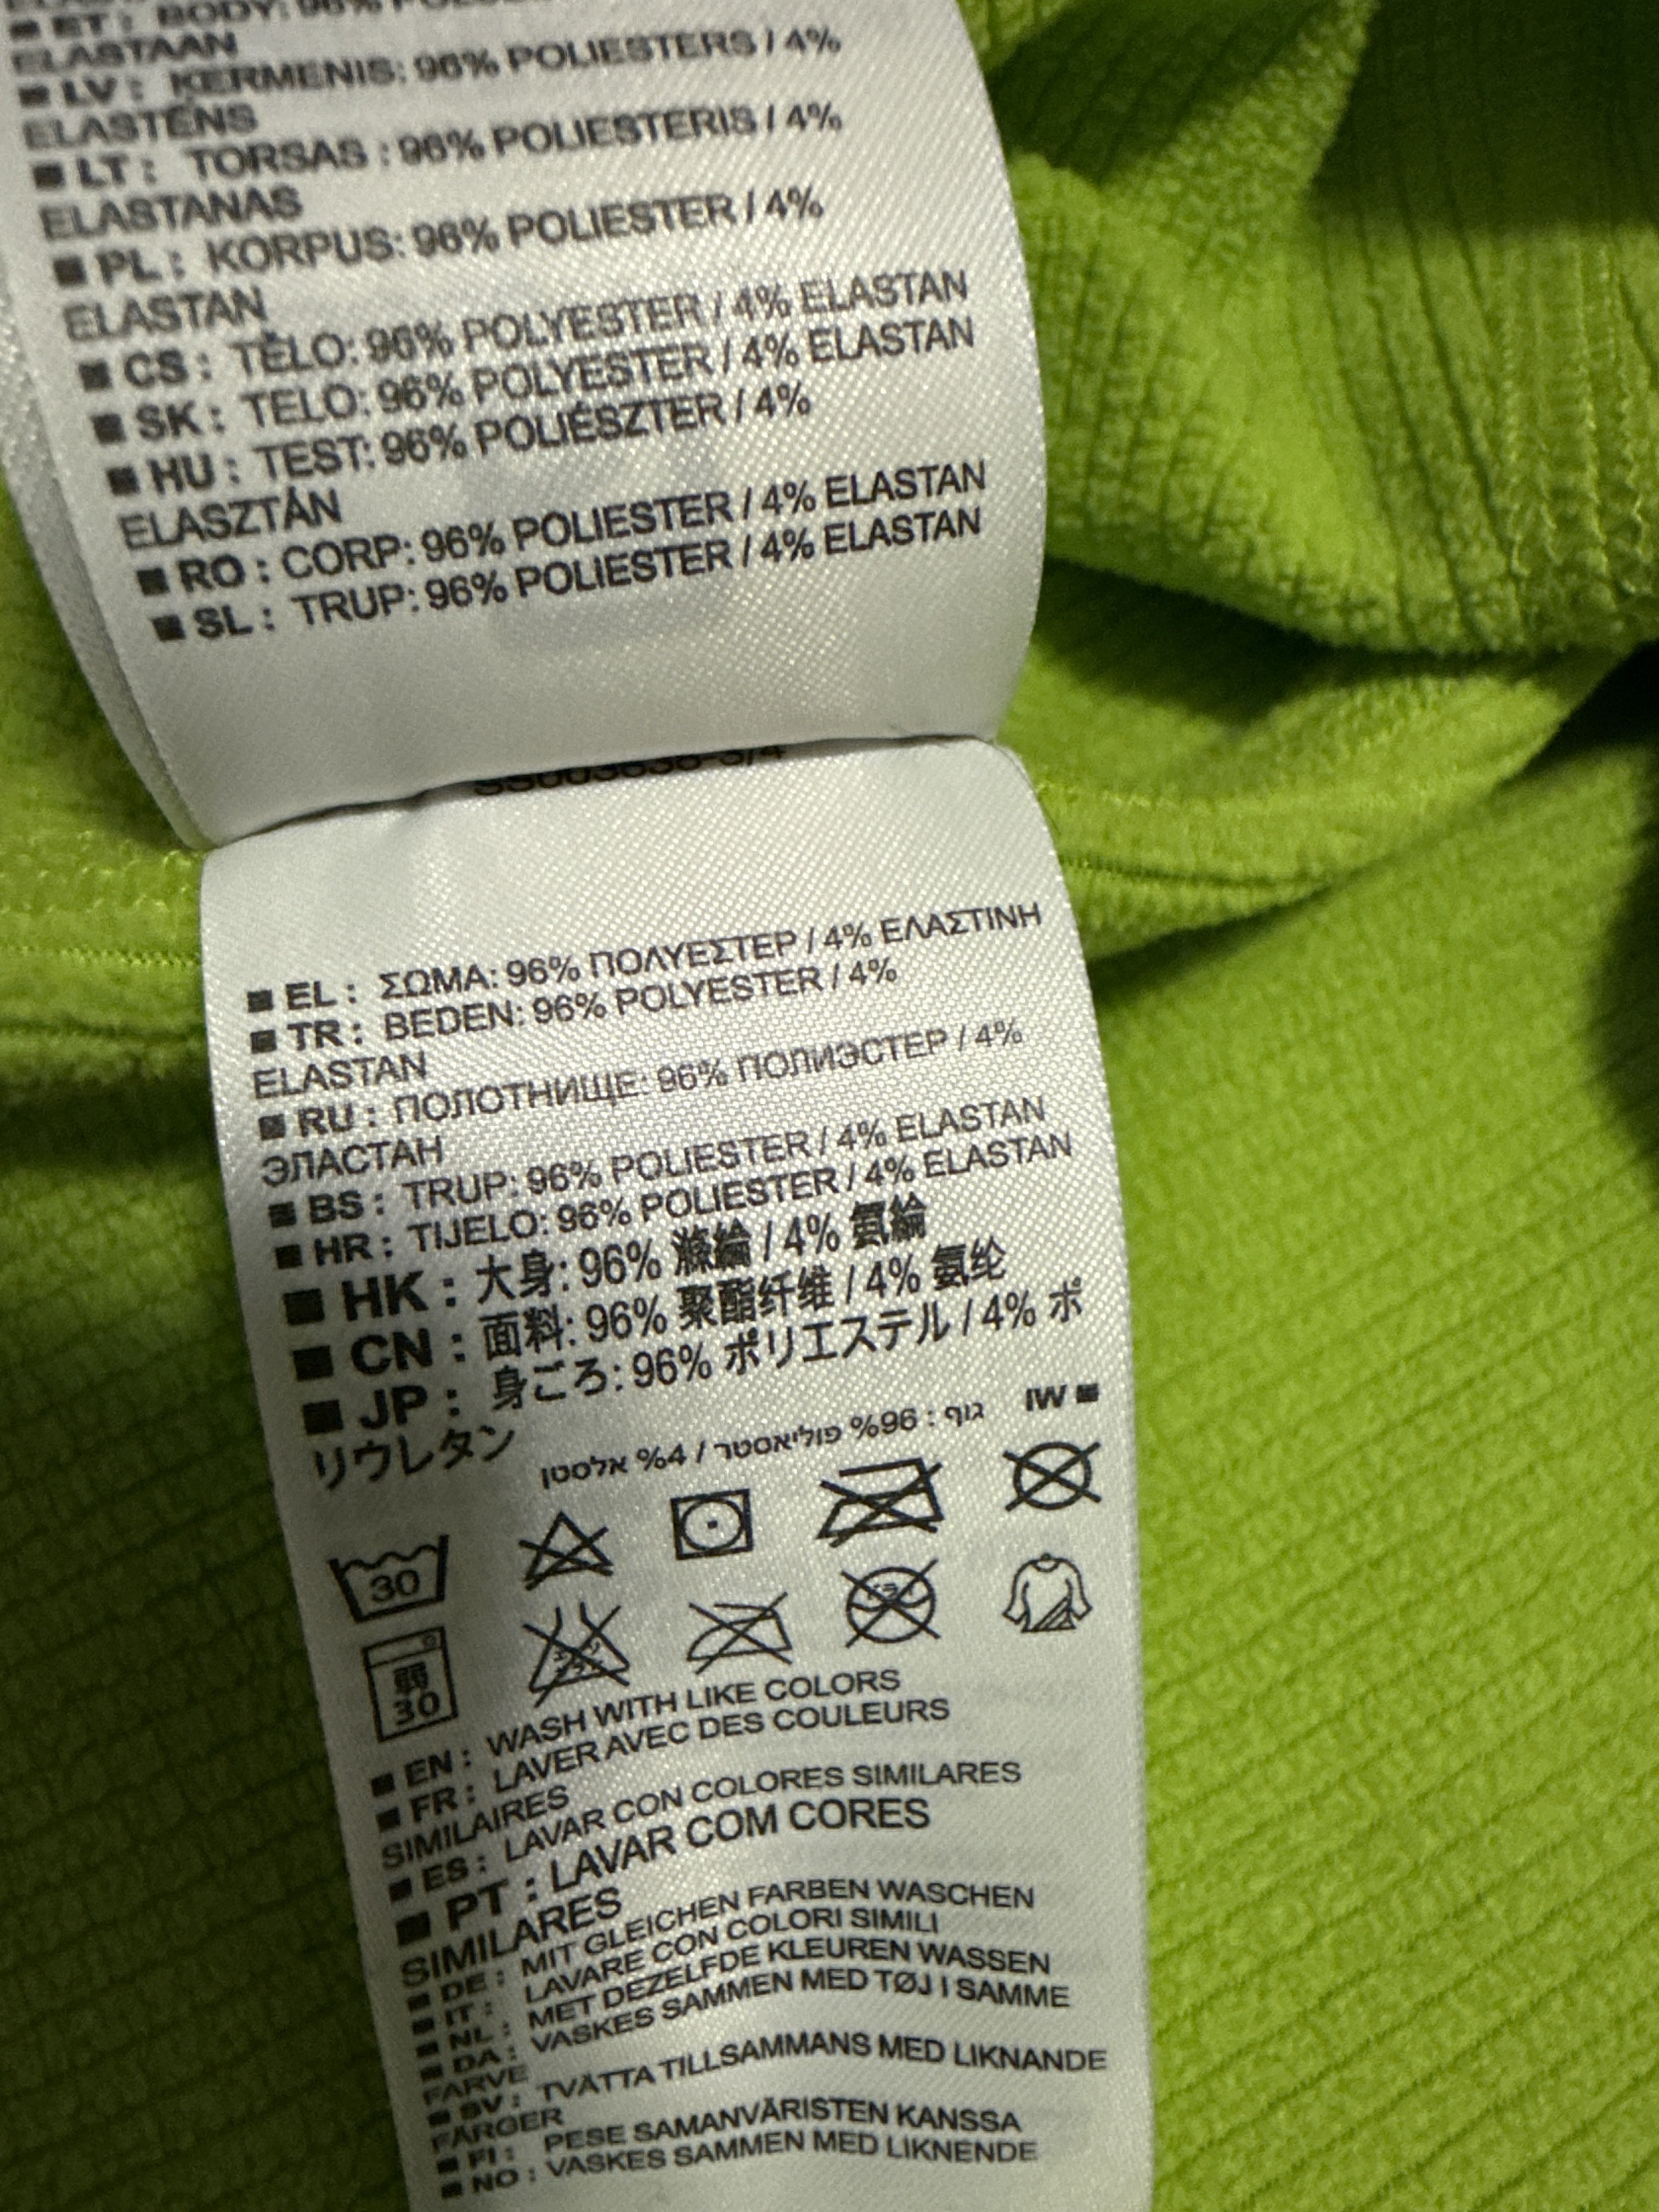 ■ ET : BODY: 96%
ELASTAAN
■ LV : ĶERMENIS: 96% POLIESTERS / 4%
ELASTĒNS
■ LT : TORSAS : 96% POLIESTERIS / 4%
ELASTANAS
■ PL : KORPUS: 96% POLIESTER / 4%
ELASTAN
■ CS : TĚLO: 96% POLYESTER / 4% ELASTAN
■ SK : TELO: 96% POLYESTER / 4% ELASTAN
■ HU : TEST: 96% POLIÉSZTER / 4%
ELASZTÁN
■ RO : CORP: 96% POLIESTER / 4% ELASTAN
■ SL : TRUP: 96% POLIESTER / 4% ELASTAN
■ EL : ΣΩΜΑ: 96% ΠΟΛΥΕΣΤΕΡ / 4% ΕΛΑΣΤΙΝΗ
■ TR : BEDEN: 96% POLYESTER / 4%
ELASTAN
■ RU : ПОЛОТНИЩЕ: 96% ПОЛИЭСТЕР / 4%
ЭЛАСТАН
■ BS : TRUP: 96% POLIESTER / 4% ELASTAN
■ HR : TIJELO: 96% POLIESTER / 4% ELASTAN
■ HK : 大身: 96% 滌綸 / 4% 氨綸
■ CN : 面料: 96% 聚酯纤维 / 4% 氨纶
■ JP : 身ごろ: 96% ポリエステル / 4% ポ
リウレタン
■ IW גוף : 96% פוליאסטר / 4% אלסטן
30
弱
30
ドライ
■ EN : WASH WITH LIKE COLORS
■ FR : LAVER AVEC DES COULEURS
SIMILAIRES
■ ES : LAVAR CON COLORES SIMILARES
■ PT : LAVAR COM CORES
SIMILARES
■ DE : MIT GLEICHEN FARBEN WASCHEN
■ IT : LAVARE CON COLORI SIMILI
■ NL : MET DEZELFDE KLEUREN WASSEN
■ DA : VASKES SAMMEN MED TØJ I SAMME
FARVE
■ SV : TVÄTTA TILLSAMMANS MED LIKNANDE
FÄRGER
■ FI : PESE SAMANVÄRISTEN KANSSA
■ NO : VASKES SAMMEN MED LIKNENDE